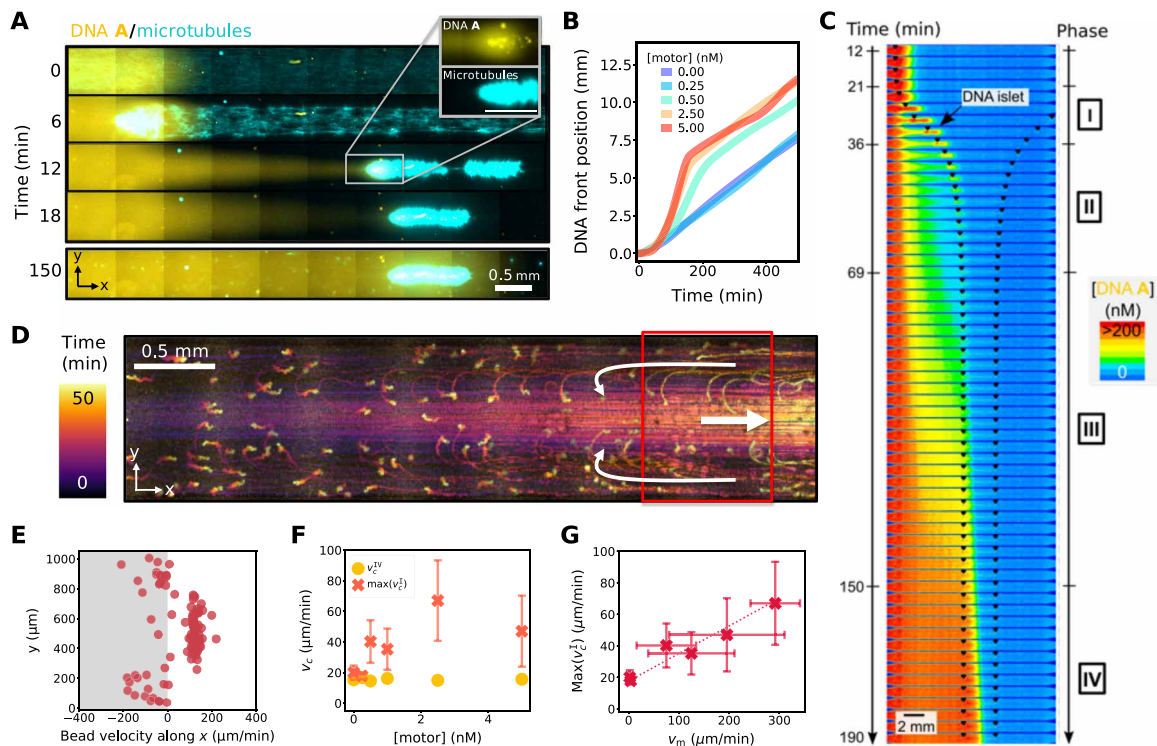 A
DNA A/microtubules
Time (min)
0
6
12
18
150
DNA A
Microtubules
y
x
0.5 mm
B
DNA front position (mm)
12.5
10.0
7.5
5.0
2.5
0.0
[motor] (nM)
0.00
0.25
0.50
2.50
5.00
0
200
400
Time (min)
C
Time (min)
Phase
12
21
36
69
150
190
DNA islet
I
II
III
IV
[DNA A]
(nM)
>200
0
2 mm
D
Time
(min)
50
0
0.5 mm
y
x
E
y (μm)
1000
800
600
400
200
0
−400
−200
0
200
400
Bead velocity along x (μm/min)
F
v_c (μm/min)
100
80
60
40
20
0
v_c^IV
max(v_c^I)
0
2
4
[motor] (nM)
G
Max(v_c^I) (μm/min)
100
80
60
40
20
0
0
100
200
300
v_m (μm/min)